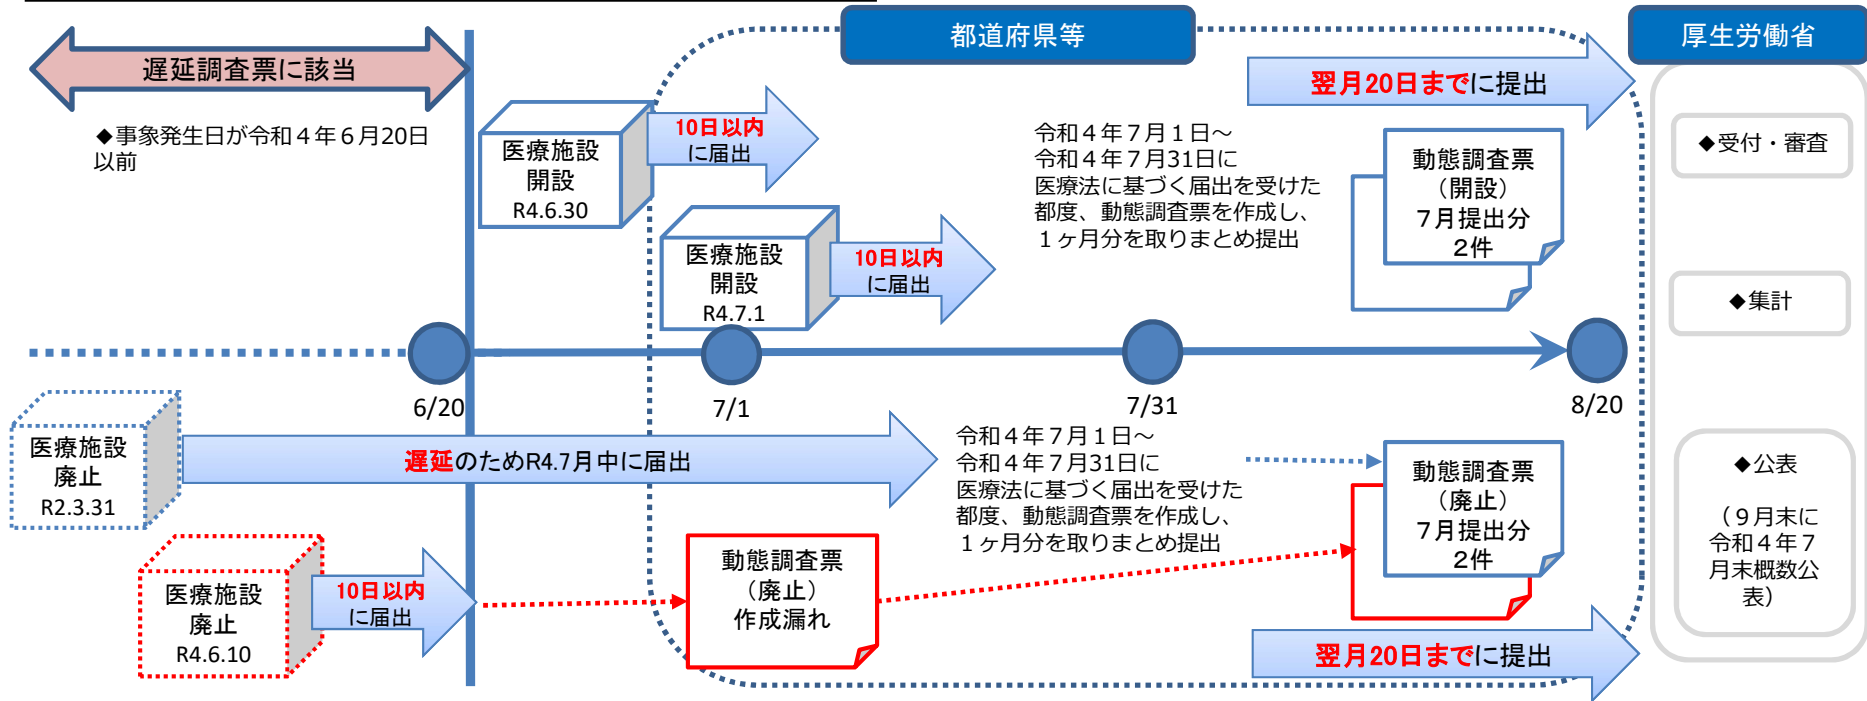 都道府県等
厚生労働省
遅延調査票に該当
◆事象発生日が令和４年６月20日
以前
医療施設
開設
R4.6.30
10日以内
に届出
医療施設
開設
R4.7.1
10日以内
に届出
令和４年７月１日～
令和４年７月31日に
医療法に基づく届出を受けた
都度、動態調査票を作成し、
１ヶ月分を取りまとめ提出
翌月20日までに提出
動態調査票
（開設）
７月提出分
２件
◆受付・審査
◆集計
6/20
7/1
7/31
8/20
医療施設
廃止
R2.3.31
遅延のためR4.7月中に届出
令和４年７月１日～
令和４年７月31日に
医療法に基づく届出を受けた
都度、動態調査票を作成し、
１ヶ月分を取りまとめ提出
動態調査票
（廃止）
７月提出分
２件
◆公表
（９月末に
令和４年７
月末概数公
表）
医療施設
廃止
R4.6.10
10日以内
に届出
動態調査票
（廃止）
作成漏れ
翌月20日までに提出